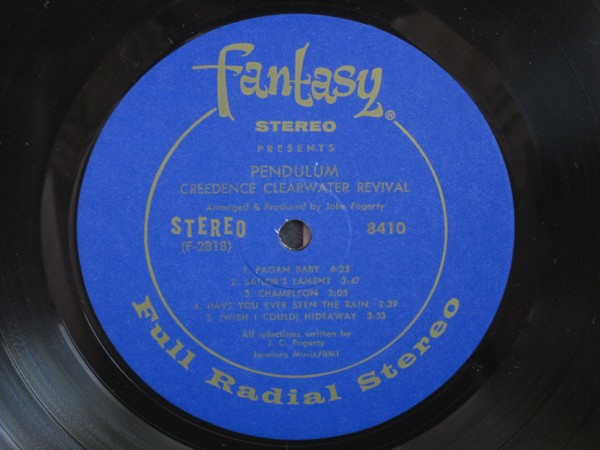 fantasy®
STEREO
PRESENTS
PENDULUM
CREEDENCE CLEARWATER REVIVAL
Arranged & Produced by John Fogerty
STEREO 8410
(F-2818)
1. PAGAN BABY 6:25
2. SAILOR'S LAMENT 3:47
3. CHAMELEON 3:05
4. HAVE YOU EVER SEEN THE RAIN 2:39
5. (WISH I COULD) HIDEAWAY 3:53
All selections written by
J. C. Fogerty
Jondora Music/BMI
Full Radial Stereo